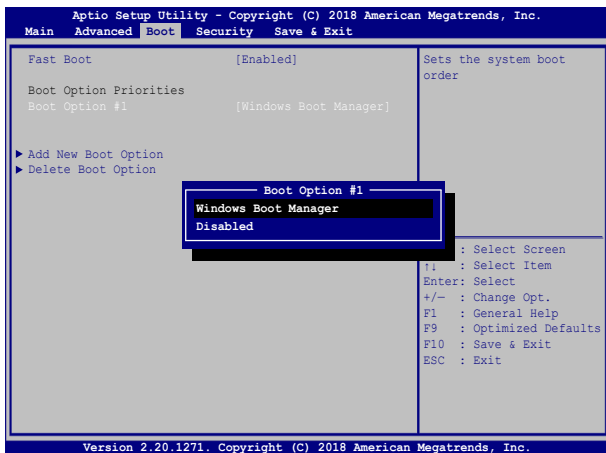 Aptio Setup Utility - Copyright (C) 2018 American Megatrends, Inc.
Main Advanced Boot Security Save & Exit
Fast Boot [Enabled]
Boot Option Priorities
Boot Option #1 [Windows Boot Manager]
▶ Add New Boot Option
▶ Delete Boot Option
Boot Option #1
Windows Boot Manager
Disabled
Sets the system boot
order
: Select Screen
↑↓ : Select Item
Enter: Select
+/— : Change Opt.
F1 : General Help
F9 : Optimized Defaults
F10 : Save & Exit
ESC : Exit
Version 2.20.1271. Copyright (C) 2018 American Megatrends, Inc.